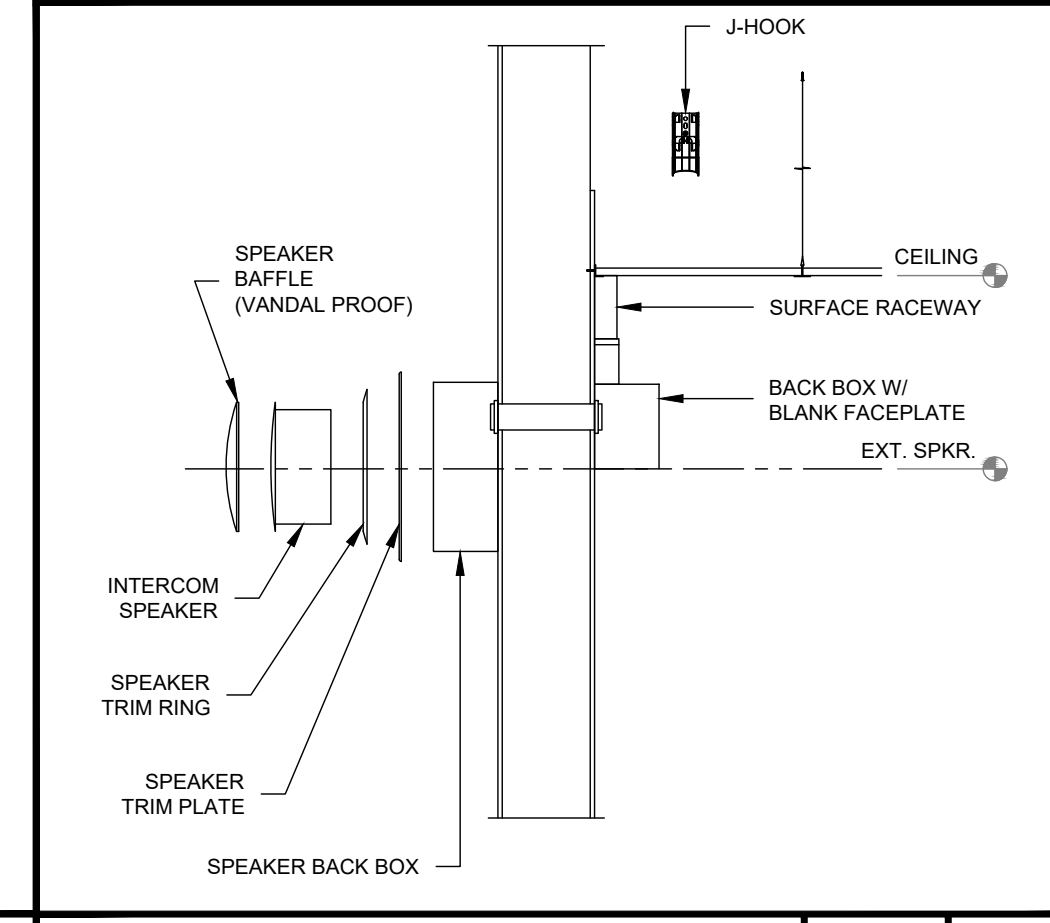 J-HOOK
SPEAKER
BAFFLE
(VANDAL PROOF)
CEILING
SURFACE RACEWAY
BACK BOX W/
BLANK FACEPLATE
EXT. SPKR.
INTERCOM
SPEAKER
SPEAKER
TRIM RING
SPEAKER
TRIM PLATE
SPEAKER BACK BOX